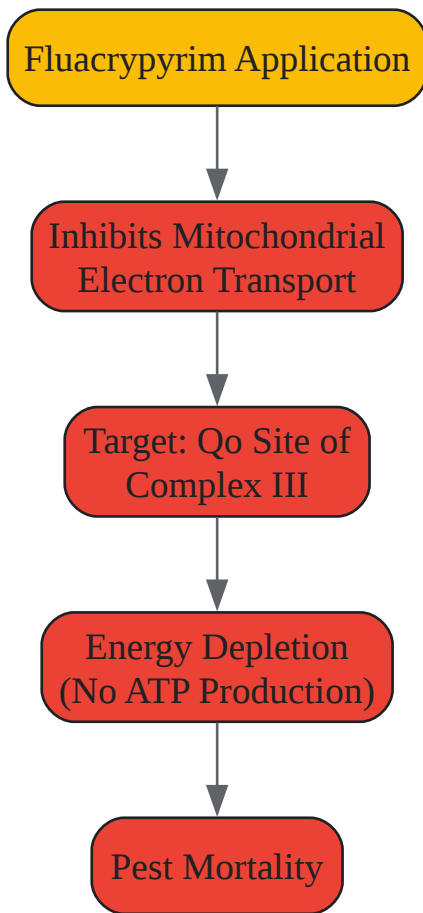 Fluacrypyrim Application
Inhibits Mitochondrial
Electron Transport
Target: Qo Site of
Complex III
Energy Depletion
(No ATP Production)
Pest Mortality